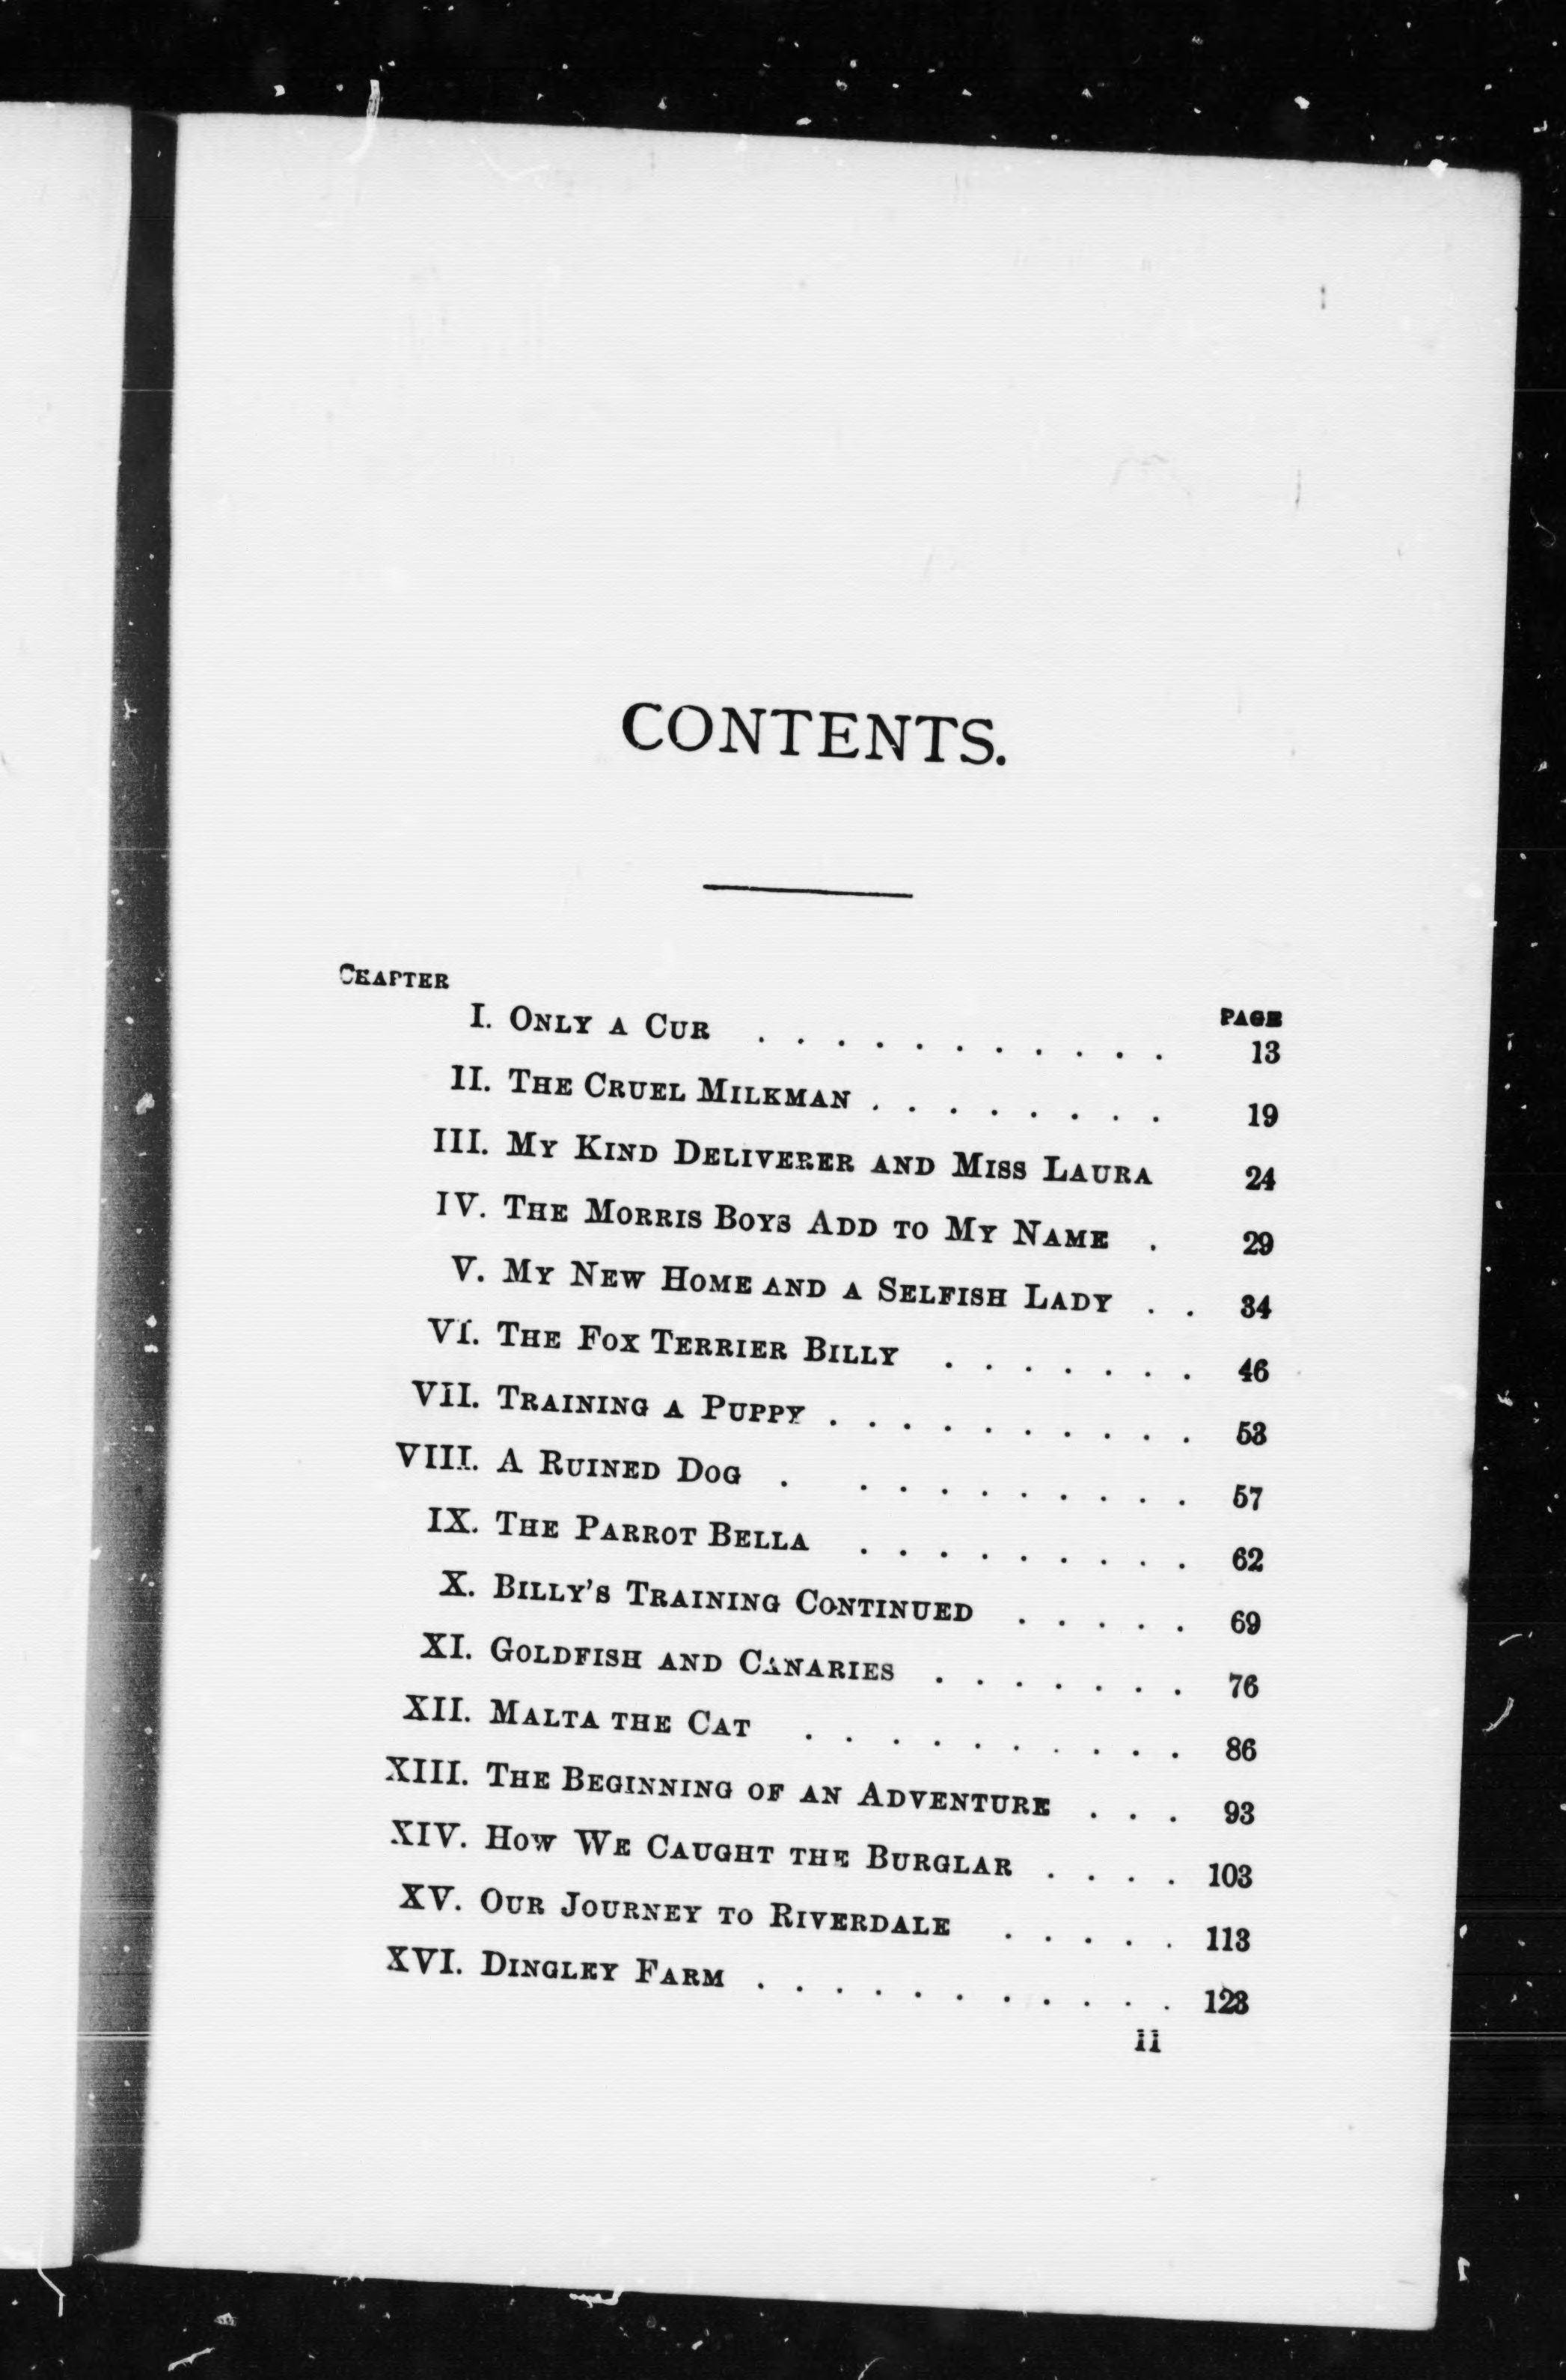 CONTENTS.
CHAPTER
PAGE
I. ONLY A CUR . . . . . . . . . . . 13
II. THE CRUEL MILKMAN . . . . . . . . 19
III. MY KIND DELIVERER AND MISS LAURA 24
IV. THE MORRIS BOYS ADD TO MY NAME . 29
V. MY NEW HOME AND A SELFISH LADY . . 34
VI. THE FOX TERRIER BILLY . . . . . . . 46
VII. TRAINING A PUPPY . . . . . . . . . . 53
VIII. A RUINED DOG . . . . . . . . . . 57
IX. THE PARROT BELLA . . . . . . . . . 62
X. BILLY'S TRAINING CONTINUED . . . . . 69
XI. GOLDFISH AND CANARIES . . . . . . . 76
XII. MALTA THE CAT . . . . . . . . . . 86
XIII. THE BEGINNING OF AN ADVENTURE . . . 93
XIV. HOW WE CAUGHT THE BURGLAR . . . . 103
XV. OUR JOURNEY TO RIVERDALE . . . . . 113
XVI. DINGLEY FARM . . . . . . . . . . . 123
ii